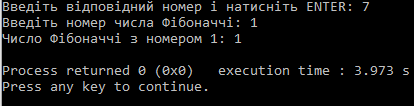 Введіть відповідний номер і натисніть ENTER: 7
Введіть номер числа Фібоначчі: 1
Число Фібоначчі з номером 1: 1
Process returned 0 (0x0)   execution time : 3.973 s
Press any key to continue.